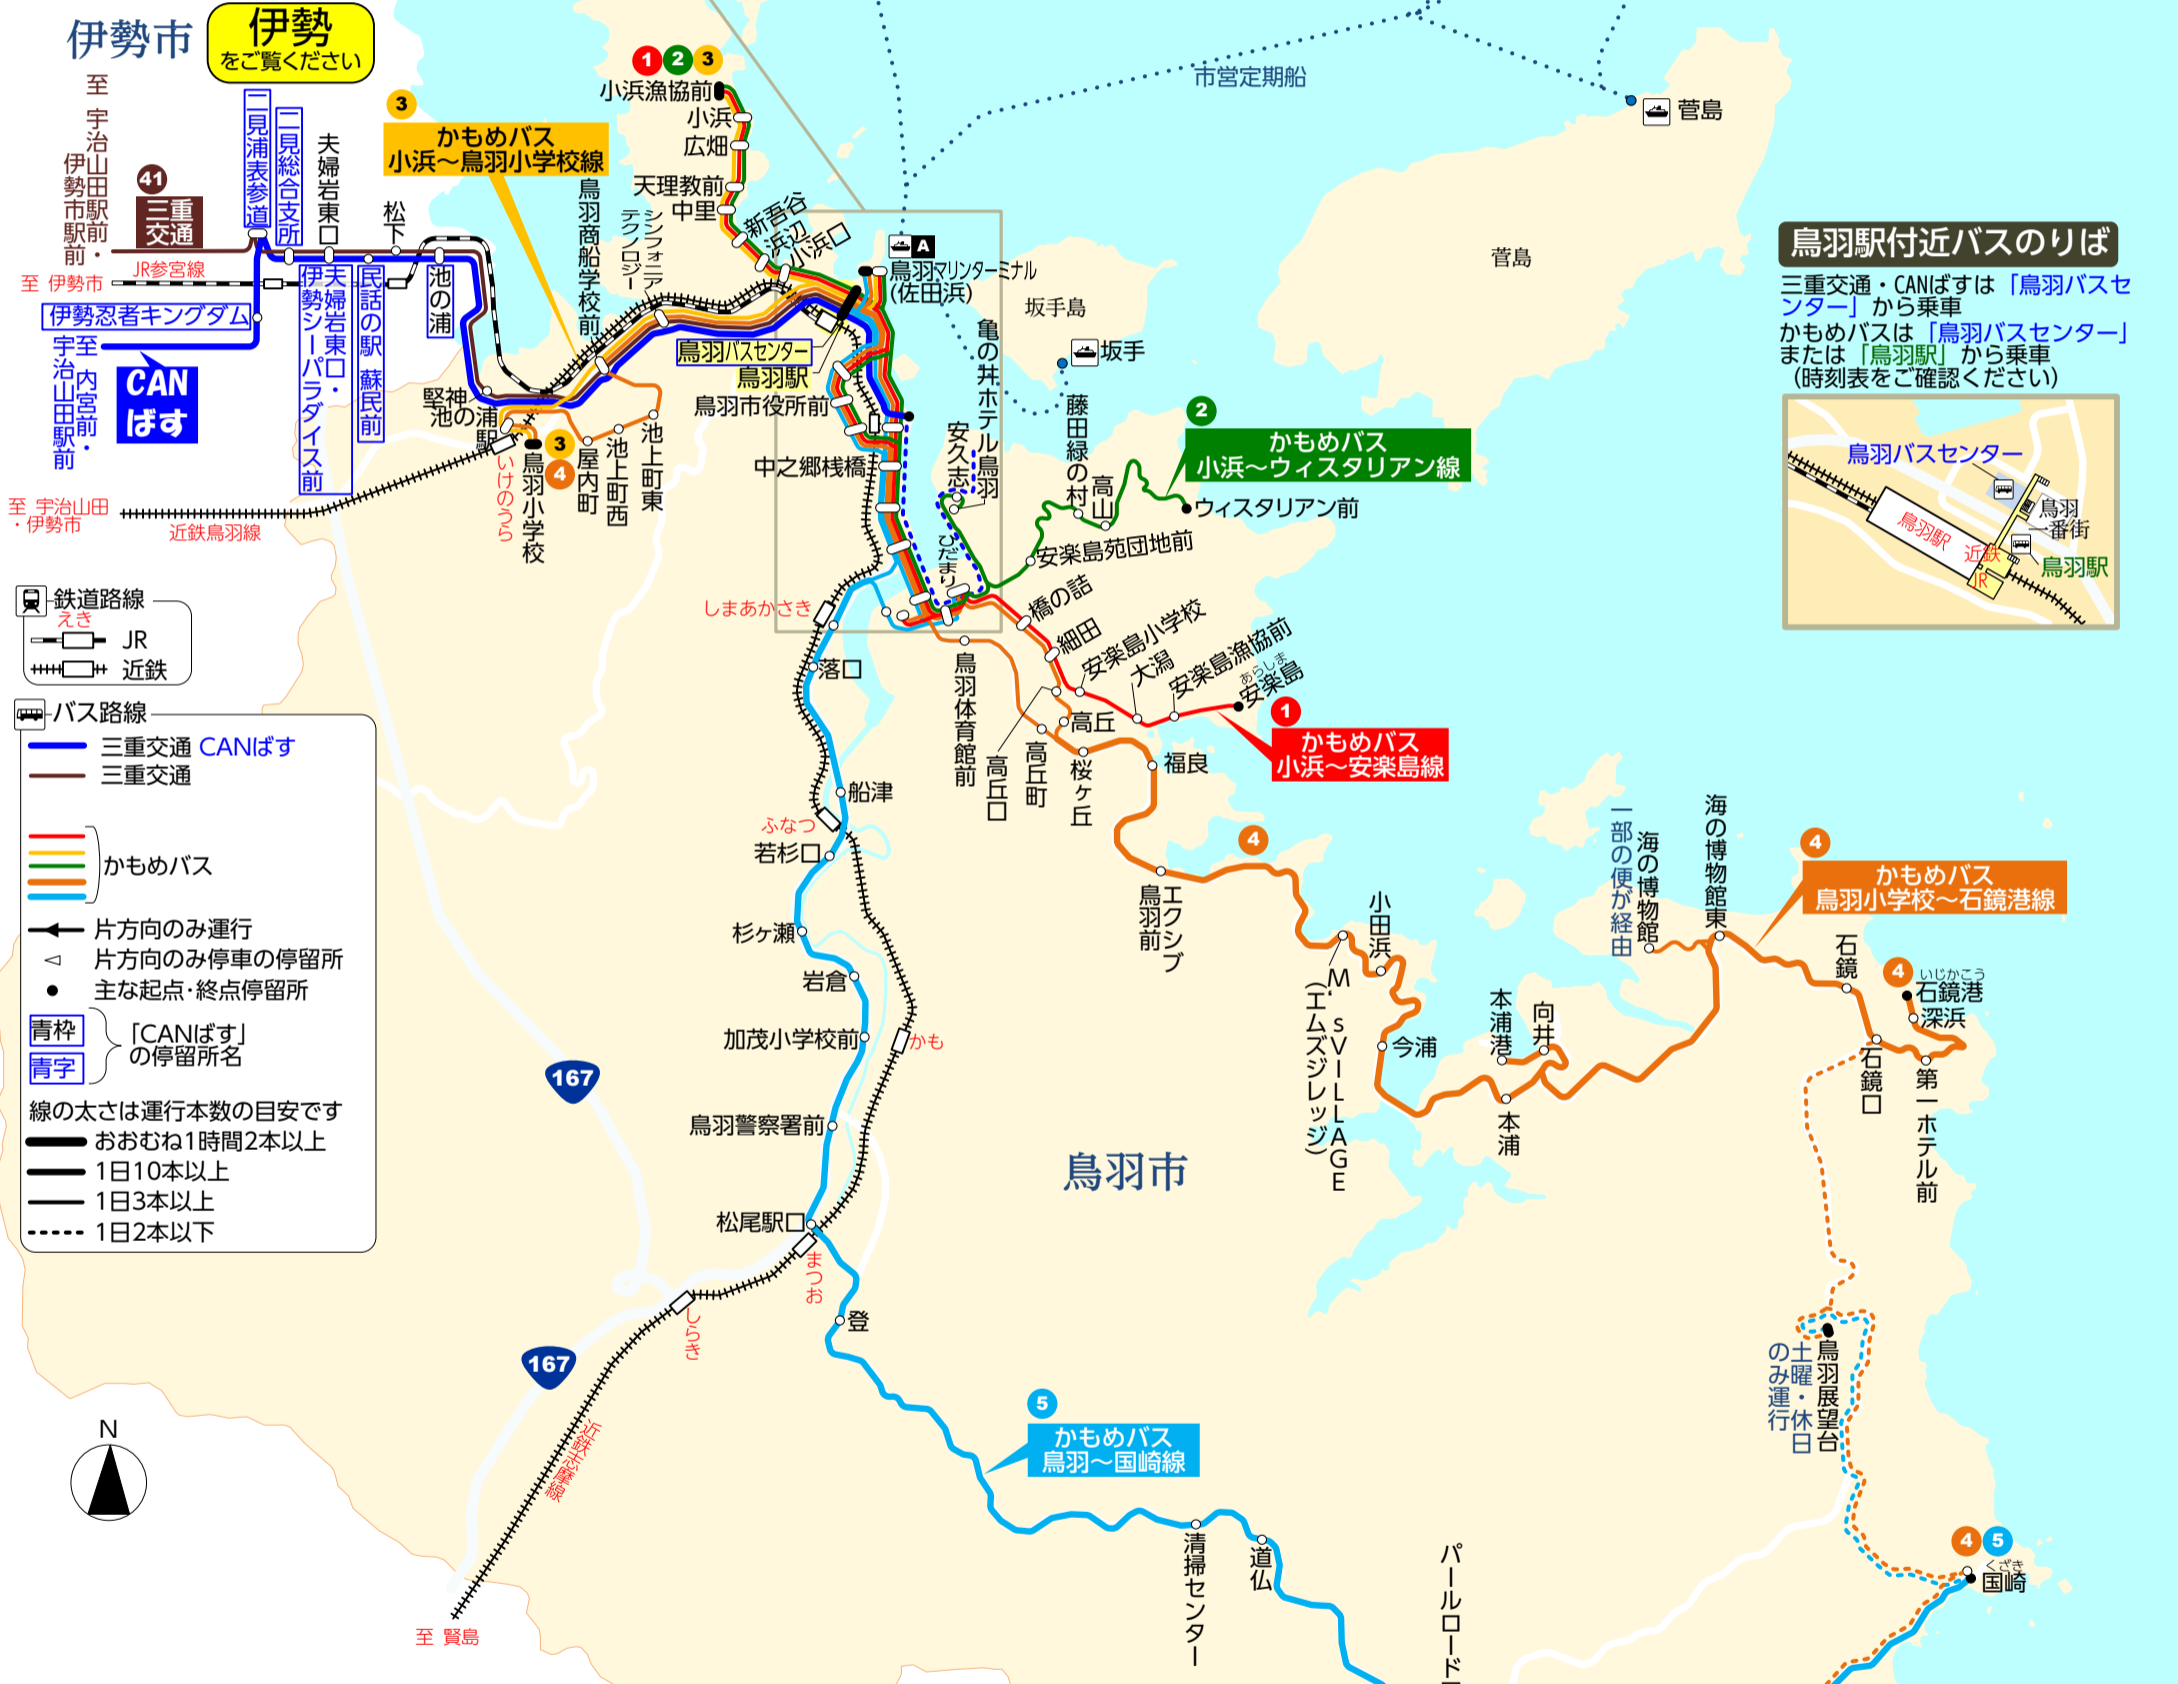 伊勢市
伊勢
をご覧ください
至 宇治山田駅前・
伊勢市駅前
41
三重
交通
二見浦表参道
二見総合支所
夫婦岩東口
松下
3
かもめバス
小浜～鳥羽小学校線
1 2 3
小浜漁協前
小浜
広畑
天理教前
中里
新吾谷
浜辺
小浜口
鳥羽商船学校前
シンフォニア
テクノロジー
JR参宮線
至 伊勢市
伊勢忍者キングダム
至 内宮前・
宇治山田駅前
CAN
ばす
夫婦岩東口・
伊勢シーパラダイス前
民話の駅 蘇民前
池の浦
堅神
池の浦
駅
いけのうら
3
4
鳥羽小学校
屋内町
池上町西
池上町東
至 宇治山田
・伊勢市
近鉄鳥羽線
A
鳥羽マリンターミナル
(佐田浜)
鳥羽バスセンター
鳥羽駅
鳥羽市役所前
中之郷桟橋
亀の井ホテル鳥羽
安久志
ひだまり
市営定期船
菅島
菅島
坂手島
坂手
藤田緑の村
高山
2
かもめバス
小浜～ウィスタリアン線
ウィスタリアン前
安楽島苑団地前
橋の詰
細田
安楽島小学校
大潟
安楽島漁協前
あらしま
安楽島
1
かもめバス
小浜～安楽島線
鳥羽駅付近バスのりば
三重交通・CANばすは「鳥羽バスセ
ンター」から乗車
かもめバスは「鳥羽バスセンター」
または「鳥羽駅」から乗車
(時刻表をご確認ください)
鳥羽バスセンター
鳥羽
一番街
鳥羽駅
近鉄
JR
鳥羽駅
鉄道路線
えき
JR
近鉄
バス路線
三重交通 CANばす
三重交通
かもめバス
片方向のみ運行
片方向のみ停車の停留所
主な起点・終点停留所
青枠
青字
「CANばす」
の停留所名
線の太さは運行本数の目安です
おおむね1時間2本以上
1日10本以上
1日3本以上
1日2本以下
しまあかさき
落口
鳥羽体育館前
高丘口
高丘町
高丘
桜ヶ丘
福良
船津
ふなつ
若杉口
杉ヶ瀬
岩倉
加茂小学校前
かも
鳥羽警察署前
松尾駅口
まつお
しらき
登
167
167
近鉄志摩線
至 賢島
N
4
エクシブ
鳥羽前
M'sVILLAGE
(エムズビレッジ)
小田浜
今浦
本浦港
向井
本浦
鳥羽市
一部の便が経由
海の博物館
海の博物館東
4
かもめバス
鳥羽小学校～石鏡港線
石鏡
4
いじかこう
石鏡港
深浜
石鏡口
第一ホテル前
鳥羽展望台
土曜・休日
のみ運行
5
かもめバス
鳥羽～国崎線
清掃センター
道仏
パールロード
4 5
くざき
国崎